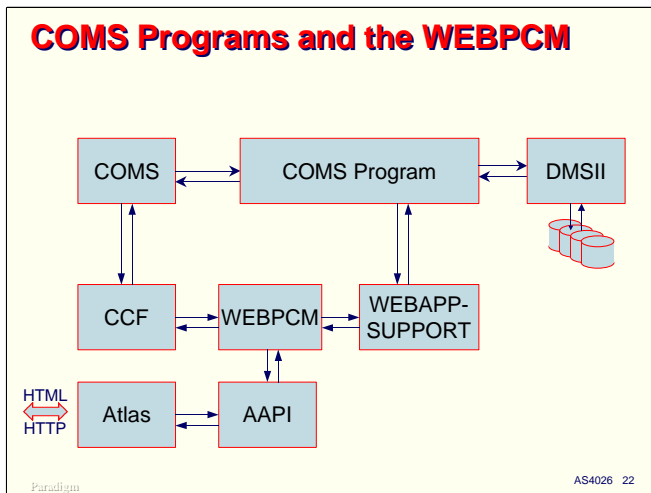 COMS Programs and the WEBPCM
COMS
COMS Program
DMSII
CCF
WEBPCM
WEBAPP-
SUPPORT
HTML
HTTP
Atlas
AAPI
Paradigm
AS4026 22